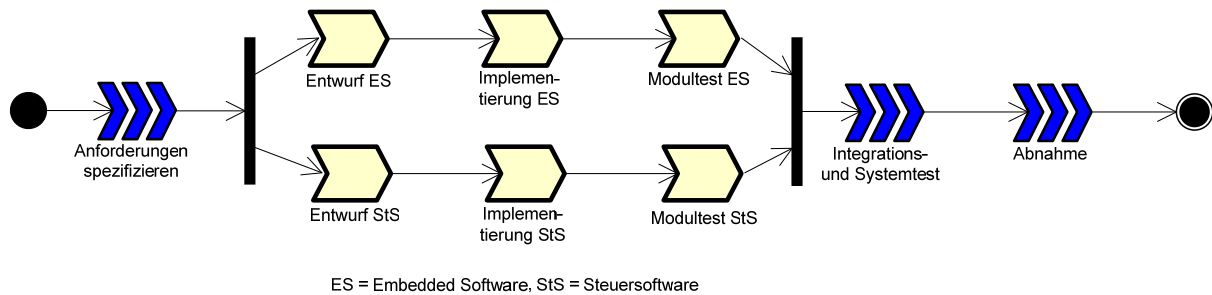 Entwurf ES
Implemen-
tierung ES
Modultest ES
Anforderungen
spezifizieren
Integrations-
und Systemtest
Abnahme
Entwurf StS
Implemen-
tierung StS
Modultest StS
ES = Embedded Software, StS = Steuersoftware